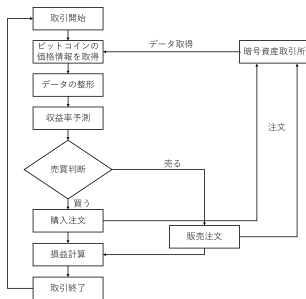 取引開始
ビットコインの
価格情報を取得
データ取得
暗号資産取引所
データの整形
収益率予測
注文
売買判断
売る
買う
購入注文
販売注文
損益計算
取引終了